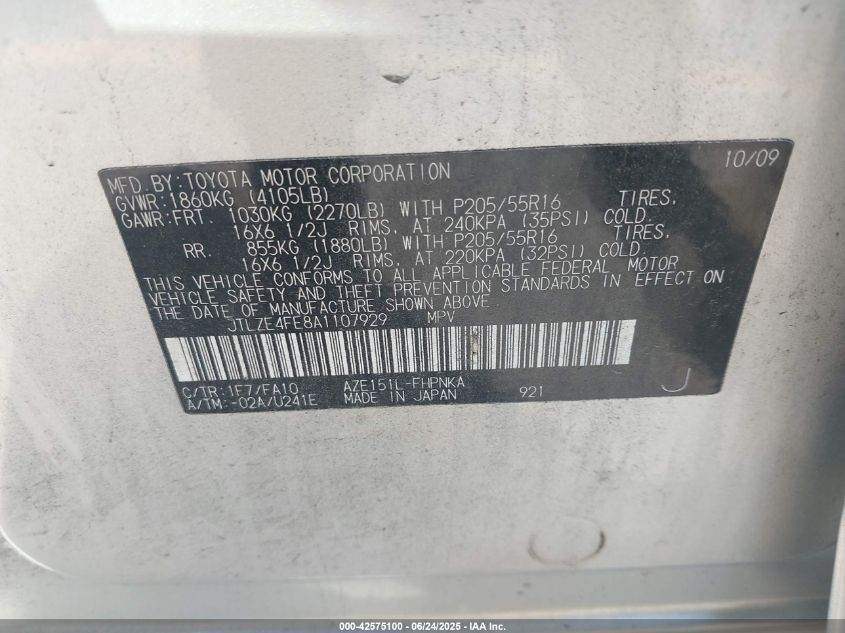 MFD. BY: TOYOTA MOTOR CORPORATION 10/09
GVWR: 1860KG (4105LB)
GAWR: FRT. 1030KG (2270LB) WITH P205/55R16 TIRES,
16X6 1/2J RIMS, AT 240KPA (35PSI) COLD.
RR. 855KG (1880LB) WITH P205/55R16 TIRES,
16X6 1/2J RIMS, AT 220KPA (32PSI) COLD.
THIS VEHICLE CONFORMS TO ALL APPLICABLE FEDERAL MOTOR
VEHICLE SAFETY AND THEFT PREVENTION STANDARDS IN EFFECT ON
THE DATE OF MANUFACTURE SHOWN ABOVE.
JTLZE4FE8A1107929 MPV
C/TR: 1F7/FA10 AZE151L-FHPNKA
A/TM: -02A/U241E MADE IN JAPAN 921 J
000-42575100 - 06/24/2025 - IAA Inc.